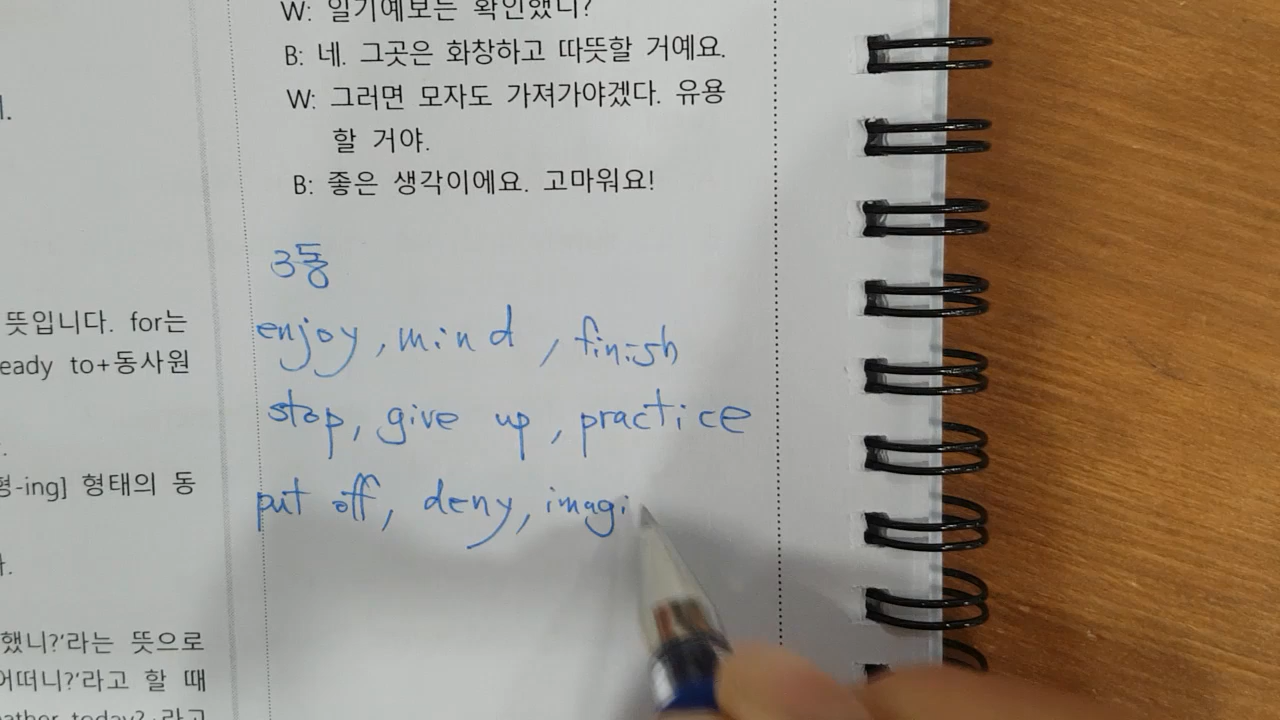 W: 일기예보는 확인했니?
B: 네. 그곳은 화창하고 따뜻할 거예요.
W: 그러면 모자도 가져가야겠다. 유용
할 거야.
B: 좋은 생각이에요. 고마워요!
3동
enjoy, mind, finish
stop, give up, practice
put off, deny, imagi
뜻입니다. for는
eady to+동사원
형-ing] 형태의 동
했니?’라는 뜻으로
어떠니?’라고 할 때
eather today? 라고